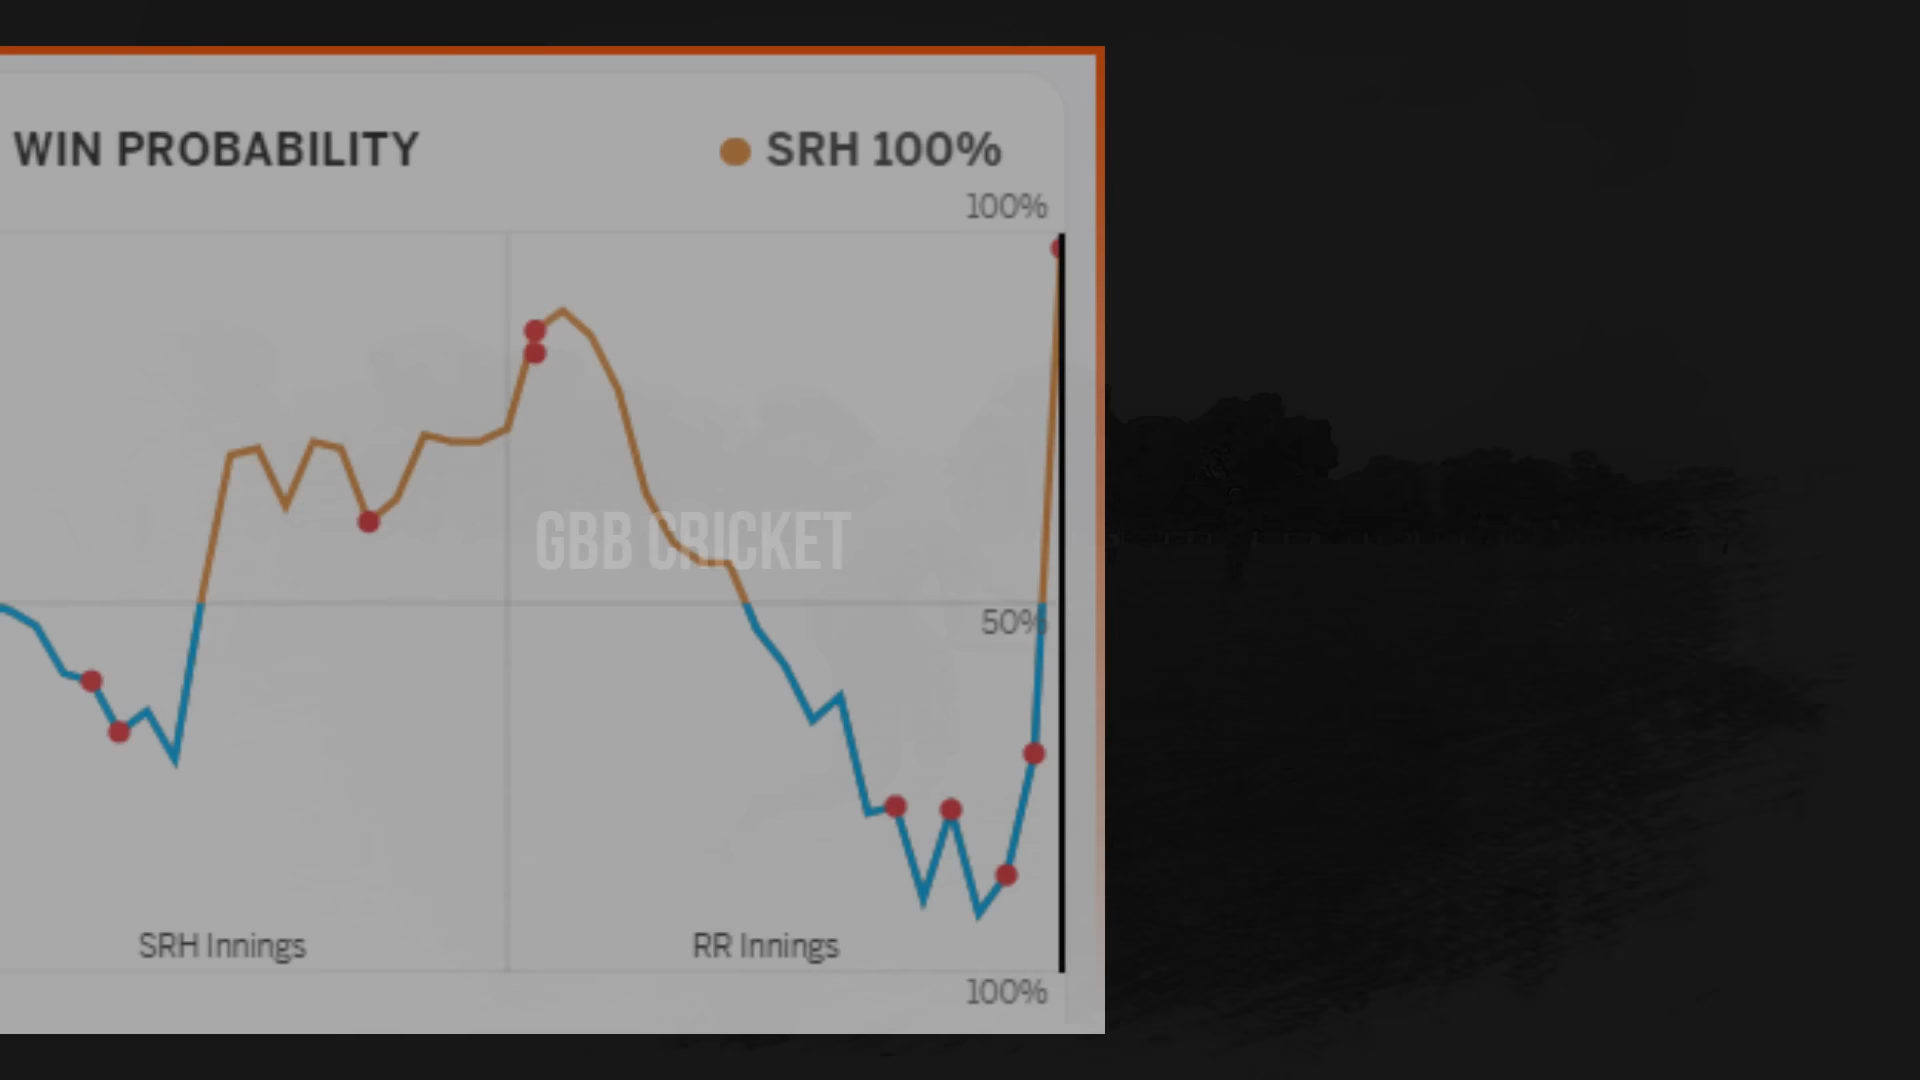 WIN PROBABILITY
SRH 100%
100%
GBB CRICKET
50%
SRH Innings
RR Innings
100%